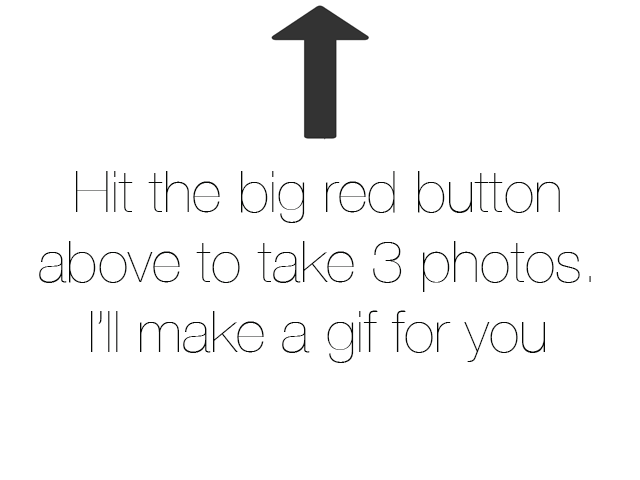 Hit the big red button
above to take 3 photos.
I'll make a gif for you